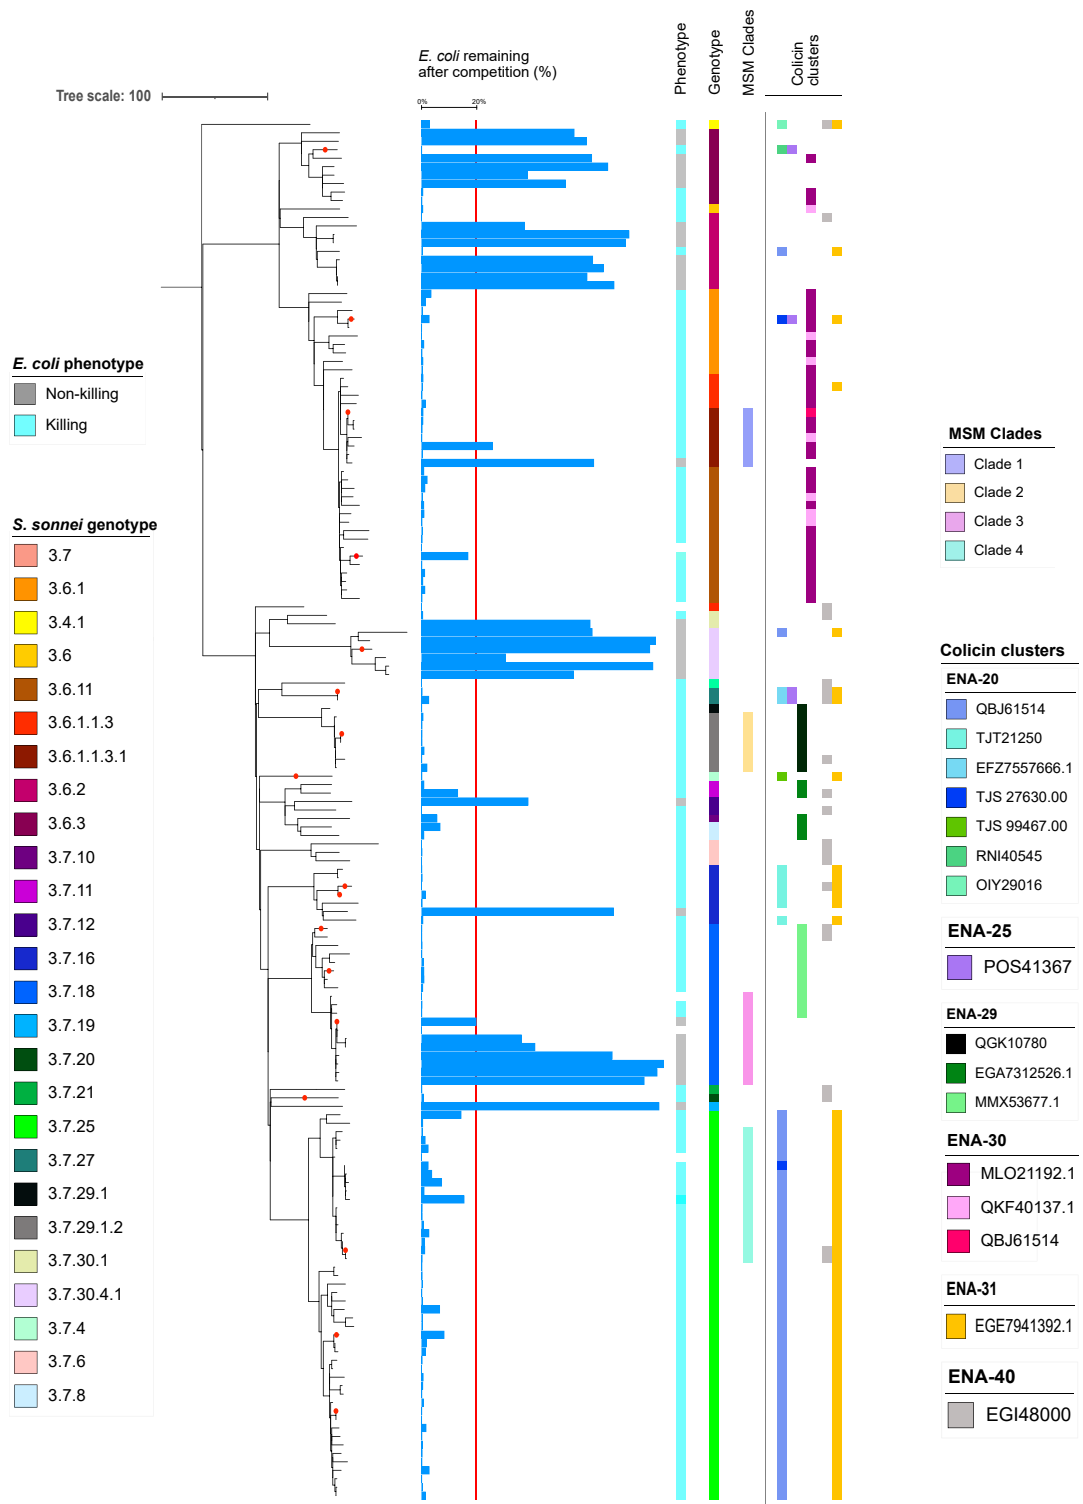 E. coli remaining
after competition (%)
Phenotype
Genotype
MSM Clades
Colicin
clusters
Tree scale: 100
0%
20%
E. coli phenotype
Non-killing
Killing
S. sonnei genotype
3.7
3.6.1
3.4.1
3.6
3.6.11
3.6.1.1.3
3.6.1.1.3.1
3.6.2
3.6.3
3.7.10
3.7.11
3.7.12
3.7.16
3.7.18
3.7.19
3.7.20
3.7.21
3.7.25
3.7.27
3.7.29.1
3.7.29.1.2
3.7.30.1
3.7.30.4.1
3.7.4
3.7.6
3.7.8
MSM Clades
Clade 1
Clade 2
Clade 3
Clade 4
Colicin clusters
ENA-20
QBJ61514
TJT21250
EFZ7557666.1
TJS 27630.00
TJS 99467.00
RNI40545
OIY29016
ENA-25
POS41367
ENA-29
QGK10780
EGA7312526.1
MMX53677.1
ENA-30
MLO21192.1
QKF40137.1
QBJ61514
ENA-31
EGE7941392.1
ENA-40
EGI48000